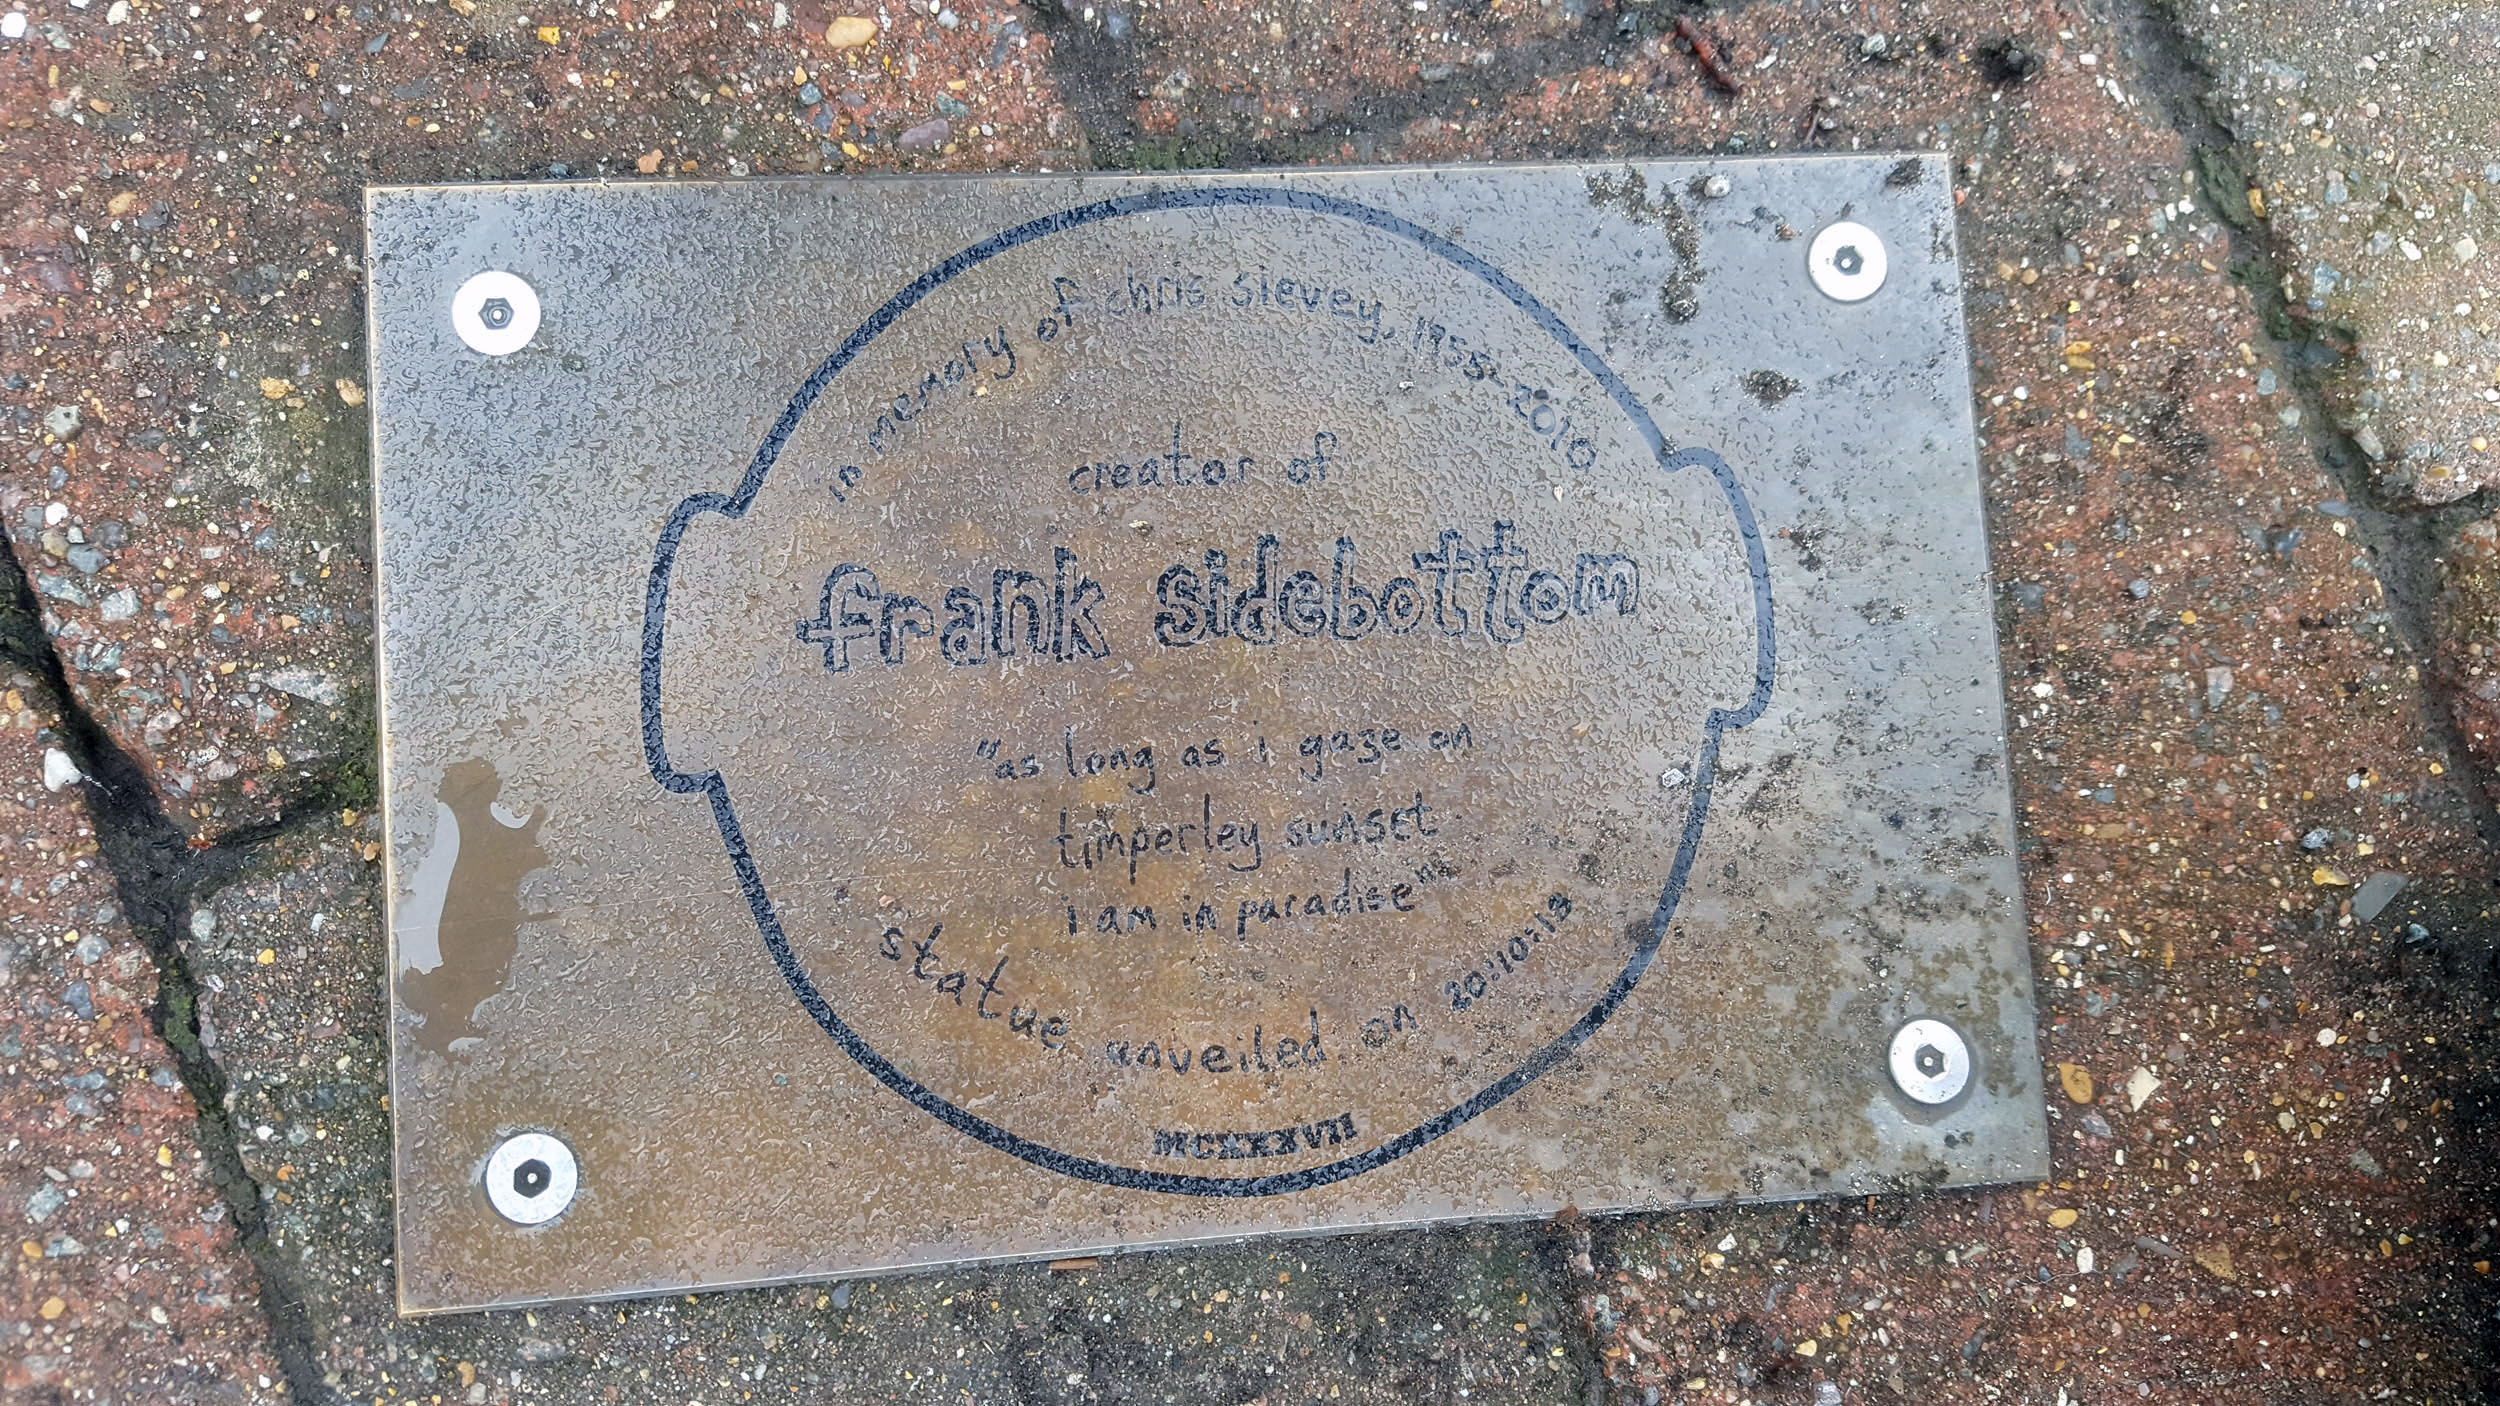 in memory of chris sievey, 1955-2010
creator of
frank sidebottom
"as long as i gaze on
timperley sunset
i am in paradise"
statue unveiled on 20:10:13
MCXXXVII